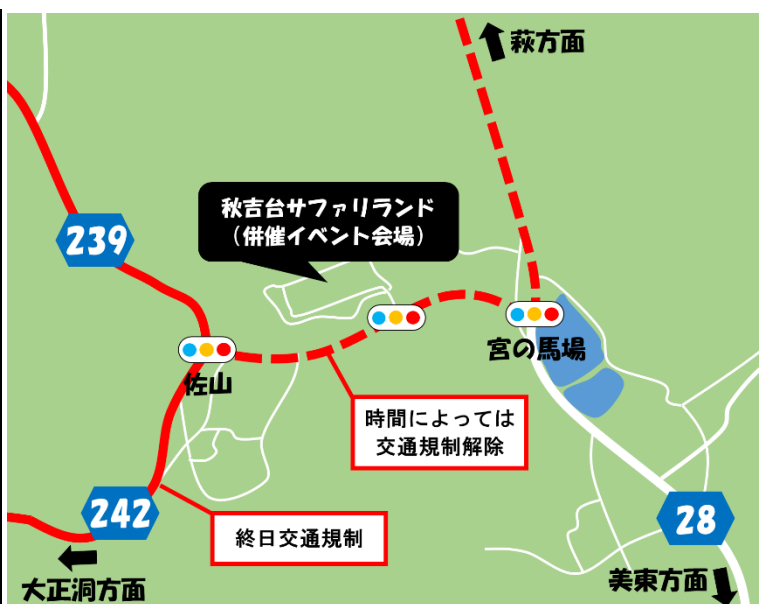 萩方面
秋吉台サファリランド
（併催イベント会場）
239
宮の馬場
佐山
時間によっては
交通規制解除
242
終日交通規制
28
大正洞方面
美東方面